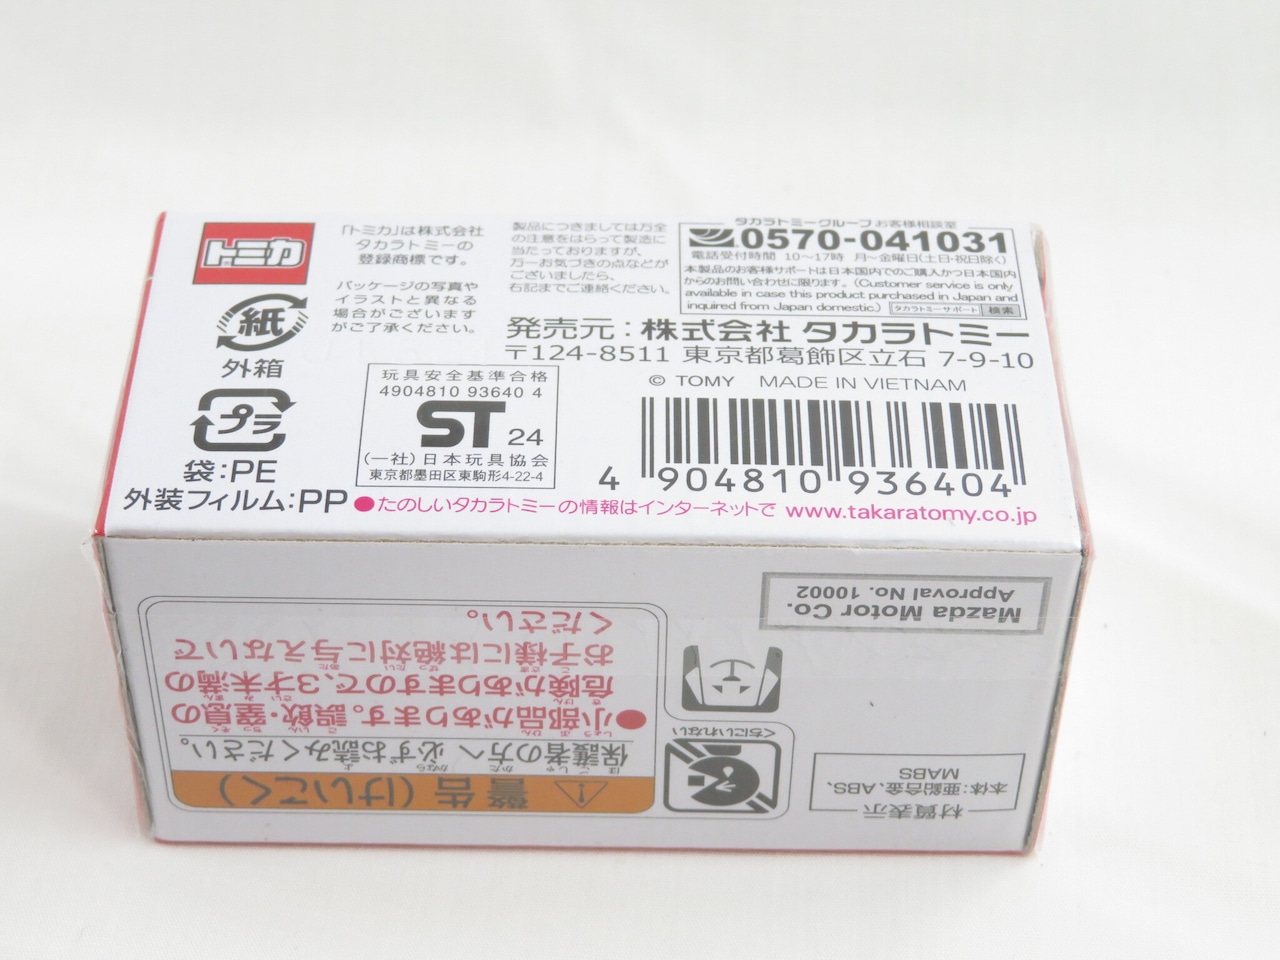 トミカ
紙
外箱
プラ
袋:PE
外装フィルム:PP
「トミカ」は株式会社
タカラトミーの
登録商標です。
パッケージの写真や
イラストと異なる
場合がございます
がご了承ください。
製品につきましては万全
の注意をはらって製造に
当たっておりますが、
万一お気づきの点などが
ございましたら、
右記までご連絡ください。
タカラトミーグループお客様相談室
0570-041031
電話受付時間 10~17時 月~金曜日(土・日・祝日除く)
本製品のお客様サポートは日本国内でのご購入かつ日本国内
からのお問い合わせに限ります。(Customer service is only
available in case this product purchased in Japan and
inquired from Japan domestic.) タカラトミーサポート 検索
発売元:株式会社 タカラトミー
〒124-8511 東京都葛飾区立石 7-9-10
© TOMY MADE IN VIETNAM
玩具安全基準合格
4904810 93640 4
ST 24
(一社)日本玩具協会
東京都墨田区東駒形4-22-4
4 904810 936404
●たのしいタカラトミーの情報はインターネットで www.takaratomy.co.jp
警告(けいこく)
保護者の方へ 必ずお読みください。
●小部品があります。誤飲・窒息の
危険がありますので、3才未満の
お子様には絶対に与えないで
ください。
くちにいれない
材質表示
本体:亜鉛合金、ABS、
MABS
Mazda Motor Co.
Approval No. 10002